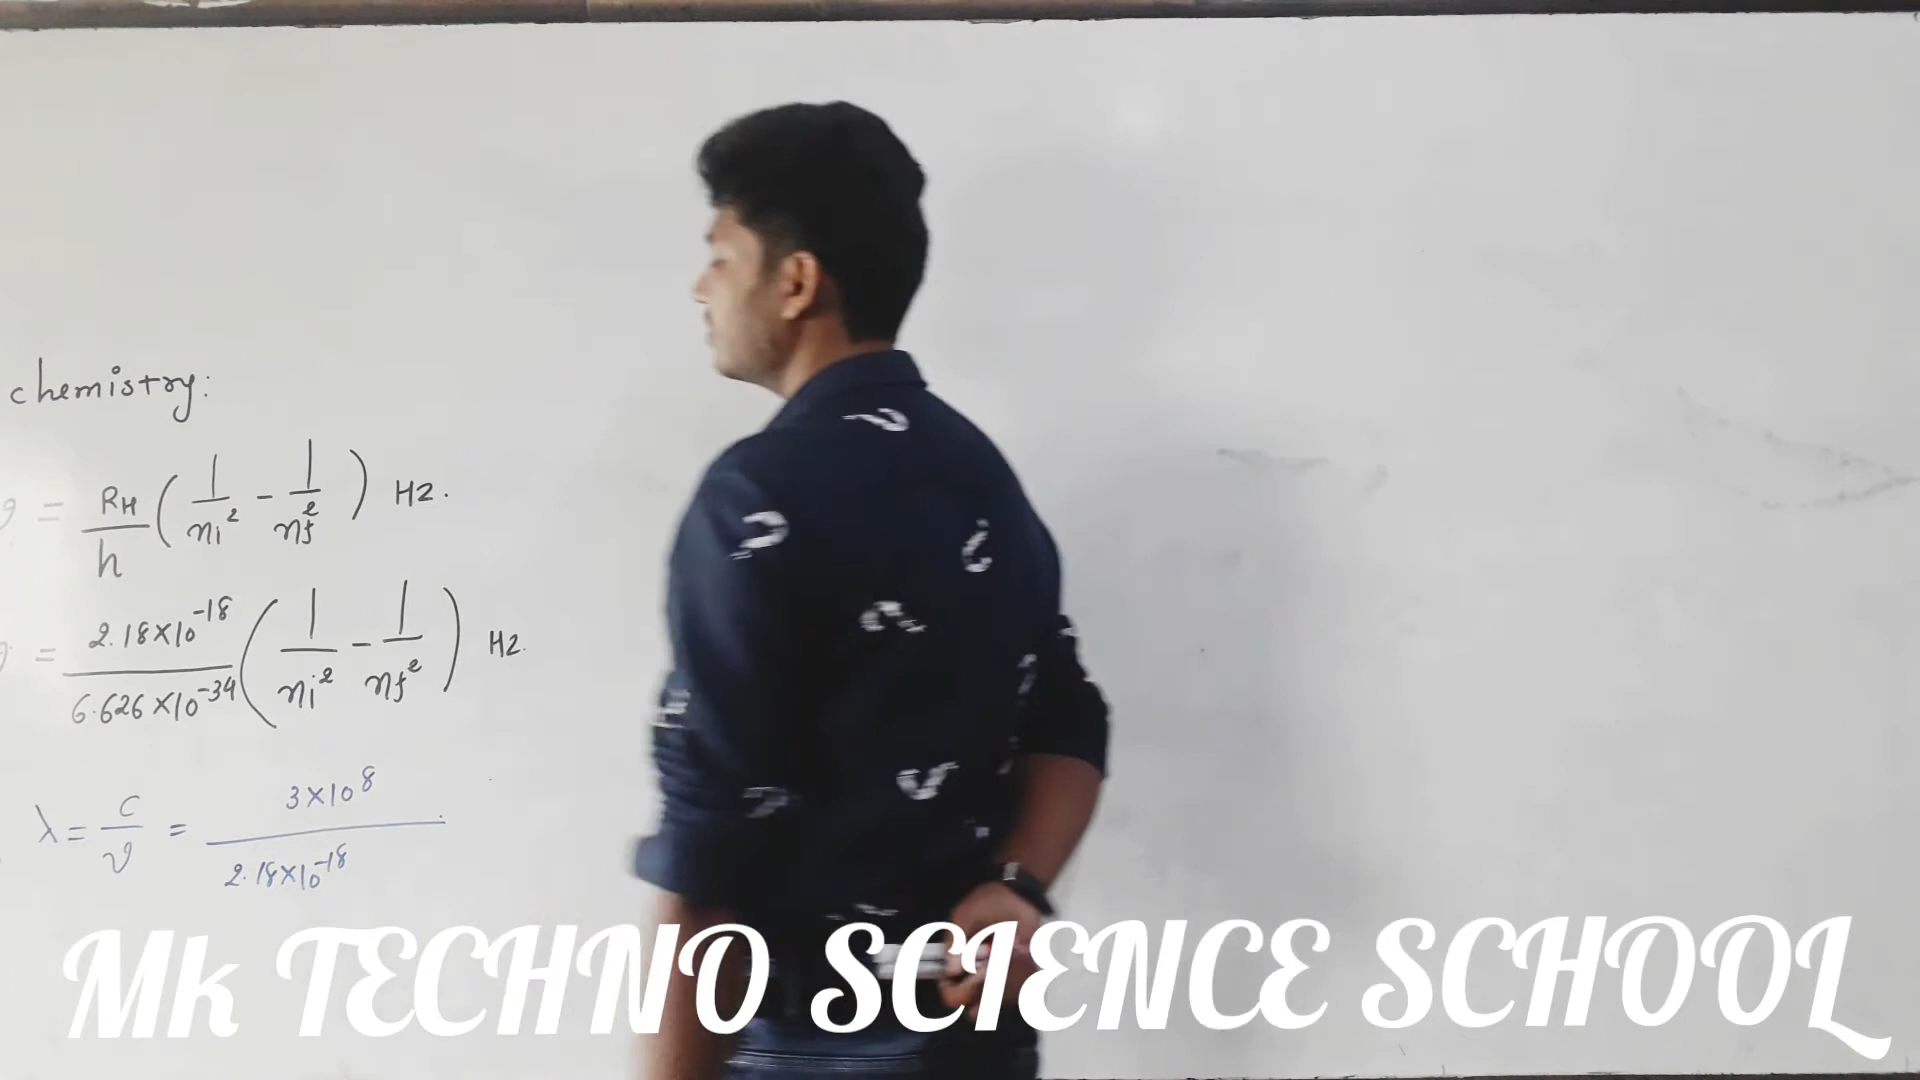 chemistry:
ν = RH/h (1/ni² - 1/nf²) HZ.
ν = 2.18×10⁻¹⁸/6.626×10⁻³⁴ (1/ni² - 1/nf²) HZ.
λ = c/ν = 3×10⁸/2.18×10⁻¹⁸
Mk TECHNO SCIENCE SCHOOL